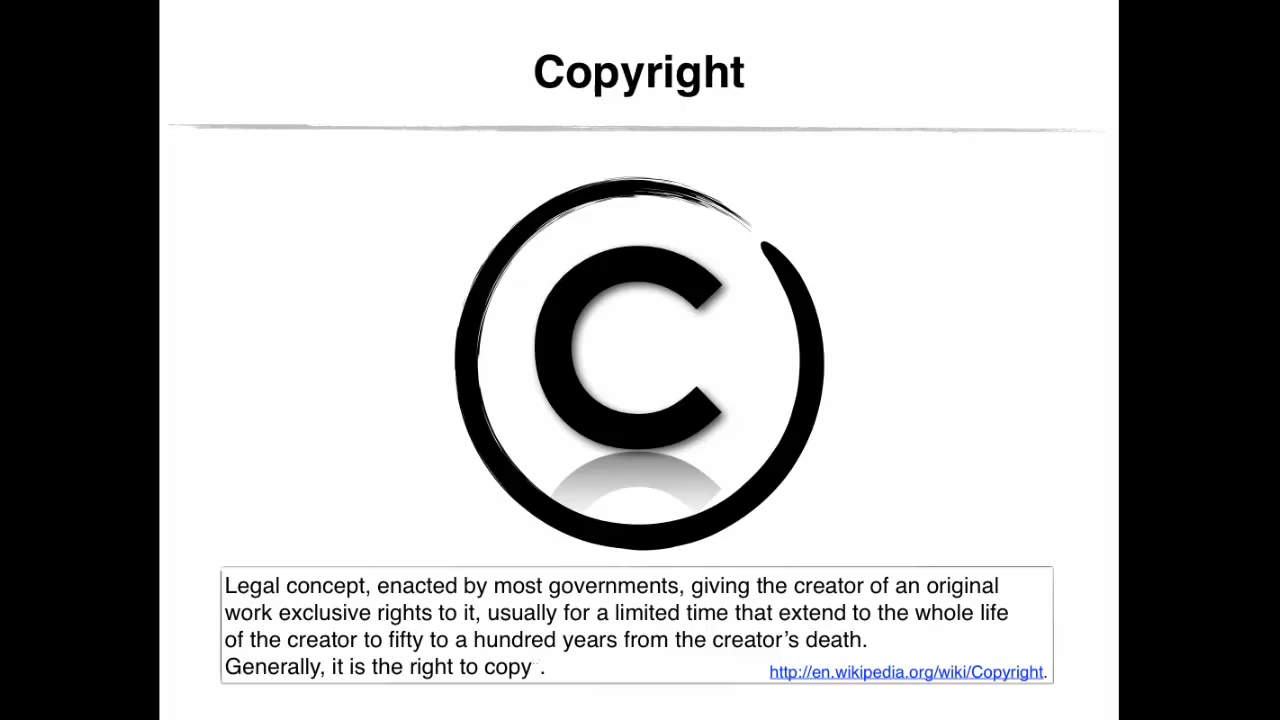 Copyright
C
Legal concept, enacted by most governments, giving the creator of an original
work exclusive rights to it, usually for a limited time that extend to the whole life
of the creator to fifty to a hundred years from the creator’s death.
Generally, it is the right to copy .
http://en.wikipedia.org/wiki/Copyright.